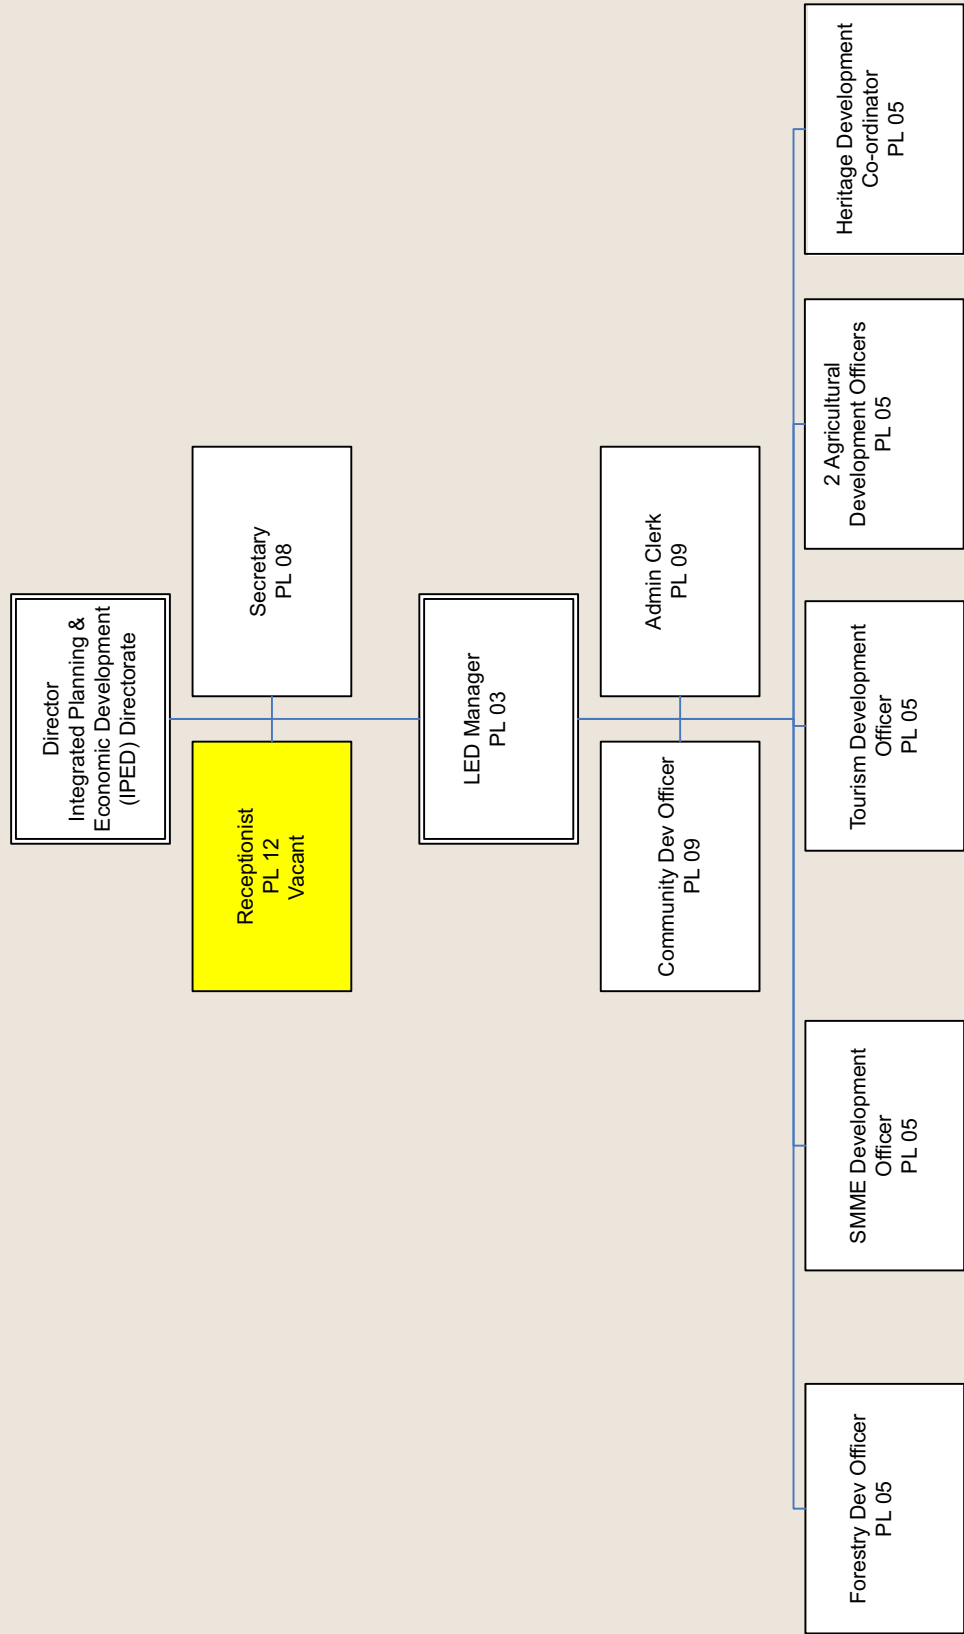 Director
Integrated Planning &
Economic Development
(IPED) Directorate
Receptionist
PL 12
Vacant
Secretary
PL 08
LED Manager
PL 03
Community Dev Officer
PL 09
Admin Clerk
PL 09
Forestry Dev Officer
PL 05
SMME Development
Officer
PL 05
Tourism Development
Officer
PL 05
2 Agricultural
Development Officers
PL 05
Heritage Development
Co-ordinator
PL 05